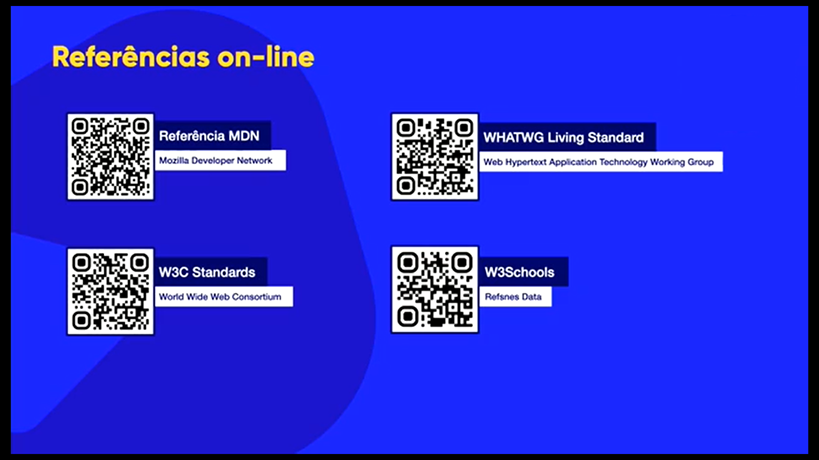 Referências on-line
Referência MDN
Mozilla Developer Network
WHATWG Living Standard
Web Hypertext Application Technology Working Group
W3C Standards
World Wide Web Consortium
W3Schools
Refsnes Data